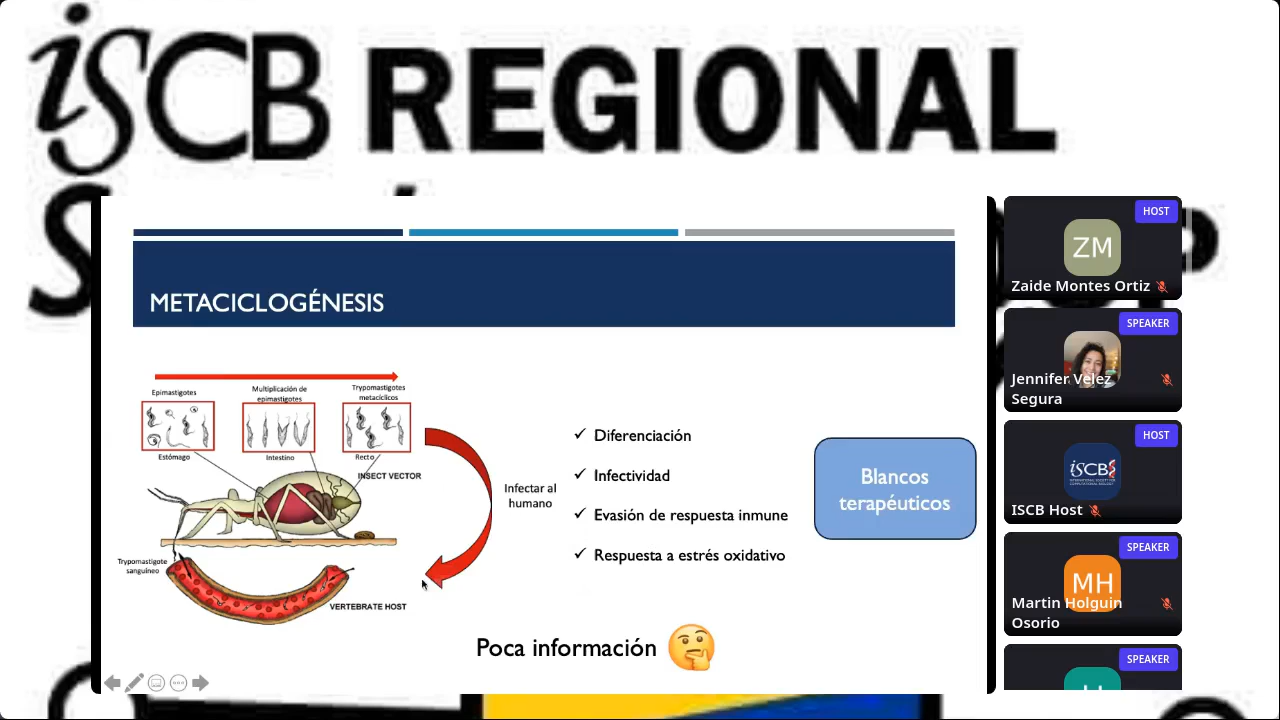 iSCB REGIONAL
METACICLOGÉNESIS
Epimastigotes
Multiplicación de
epimastigotes
Trypomastigotes
metacíclicos
Estómago
Intestino
Recto
INSECT VECTOR
Trypomastigote
sanguíneo
VERTEBRATE HOST
Infectar al
humano
✓ Diferenciación
✓ Infectividad
✓ Evasión de respuesta inmune
✓ Respuesta a estrés oxidativo
Blancos
terapéuticos
Poca información 🤔
HOST
ZM
Zaide Montes Ortiz
SPEAKER
Jennifer Velez
Segura
HOST
iSCB
ISCB Host
SPEAKER
MH
Martin Holguin
Osorio
SPEAKER